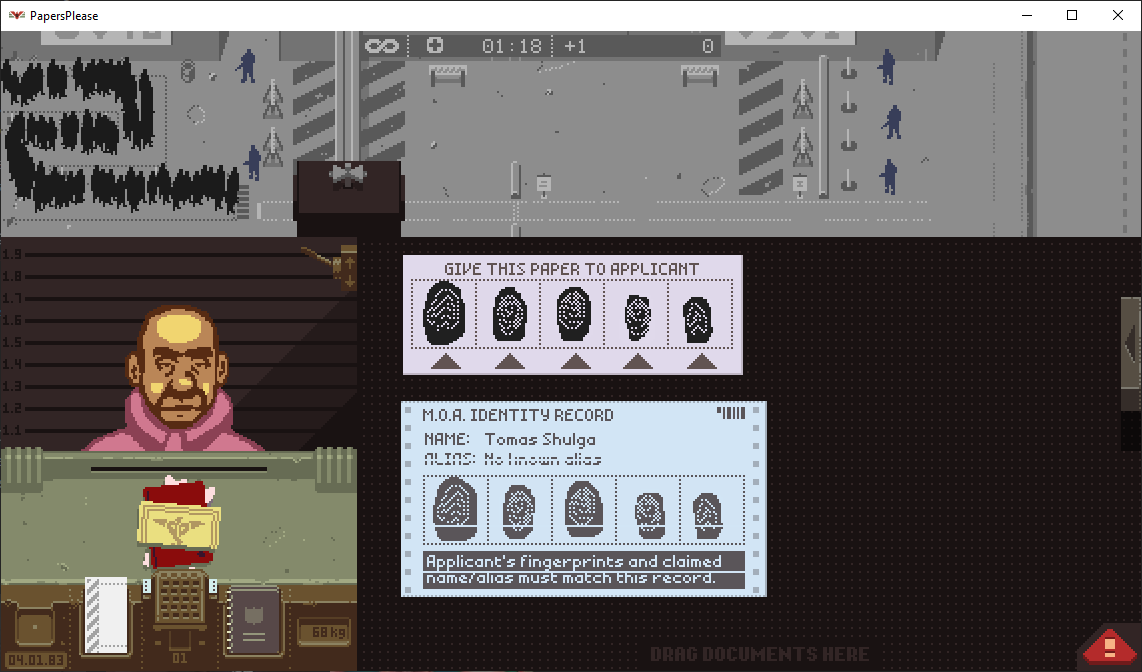 PapersPlease
01:18 +1 0
1.9
1.8
1.7
1.6
1.5
1.4
1.3
1.2
1.1
GIVE THIS PAPER TO APPLICANT
M.O.A. IDENTITY RECORD
NAME: Tomas Shulga
ALIAS: No known alias
Applicant's fingerprints and claimed
name/alias must match this record.
68kg
04.01.83
01
DRAG DOCUMENTS HERE